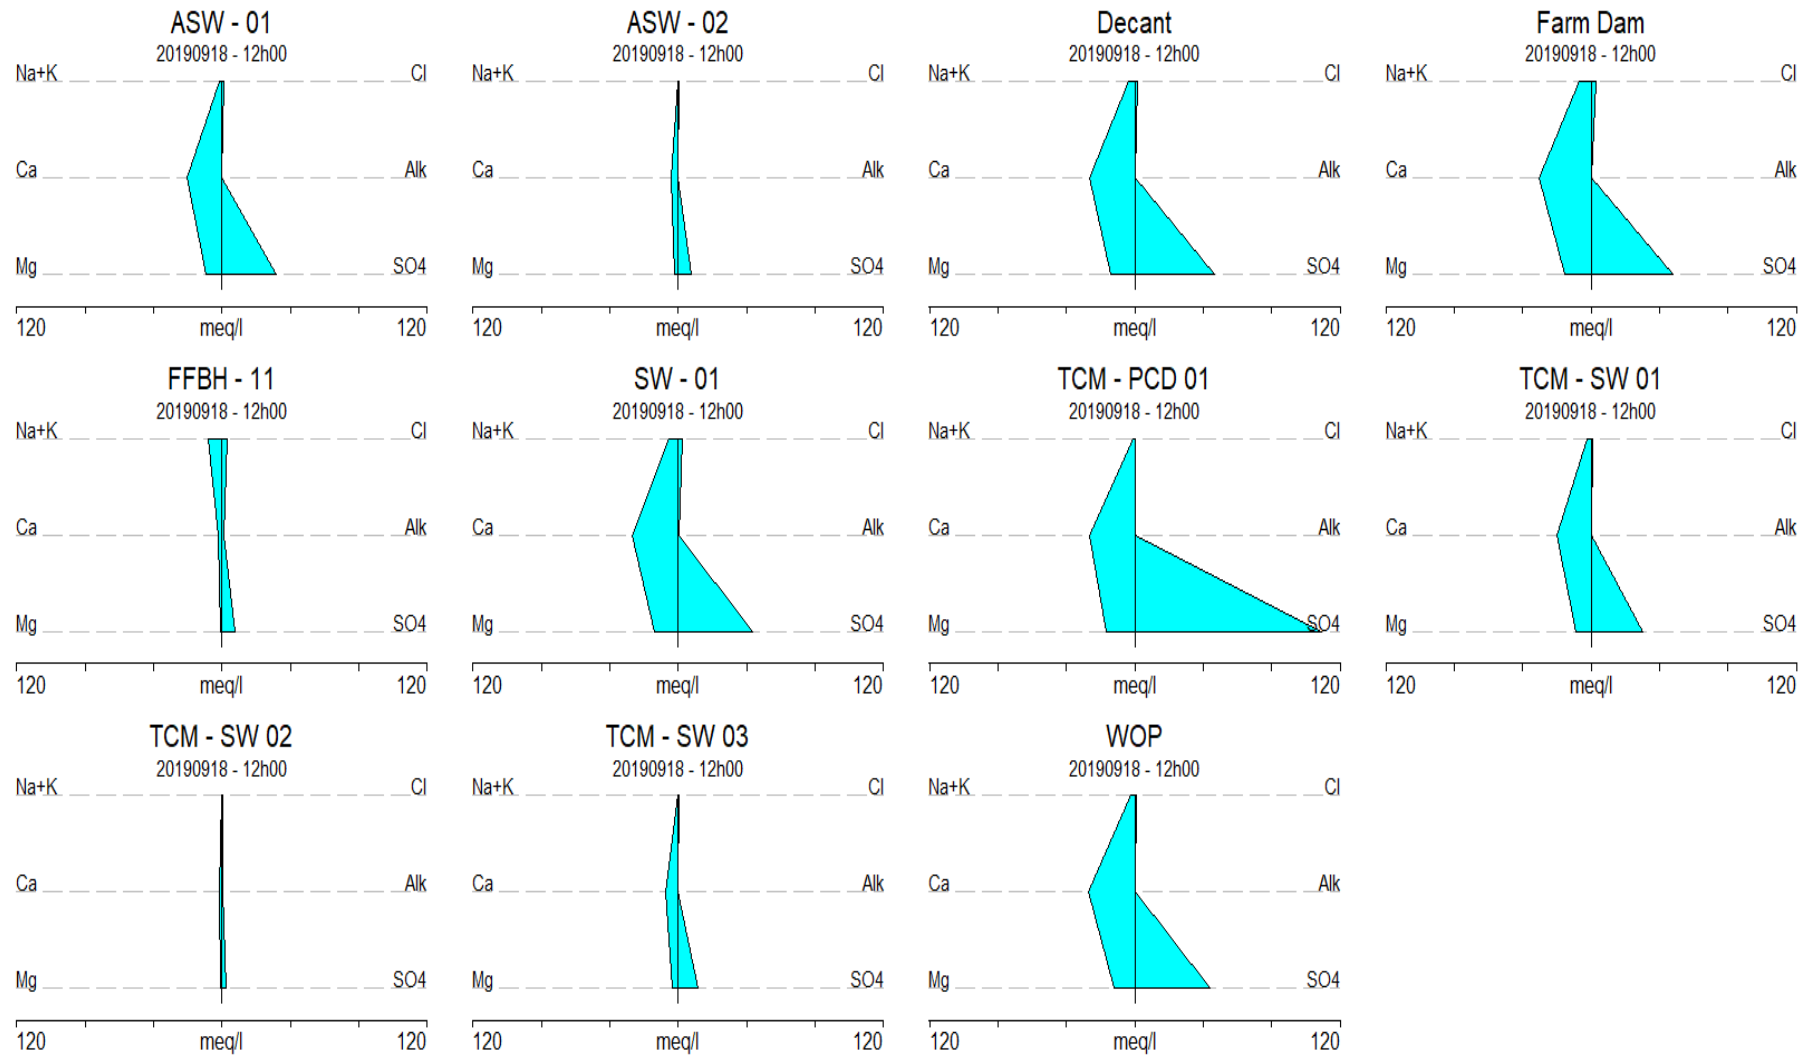 ASW - 01
20190918 - 12h00
Na+K Cl
Ca Alk
Mg SO4
120 meq/l 120
ASW - 02
20190918 - 12h00
Na+K Cl
Ca Alk
Mg SO4
120 meq/l 120
Decant
20190918 - 12h00
Na+K Cl
Ca Alk
Mg SO4
120 meq/l 120
Farm Dam
20190918 - 12h00
Na+K Cl
Ca Alk
Mg SO4
120 meq/l 120
FFBH - 11
20190918 - 12h00
Na+K Cl
Ca Alk
Mg SO4
120 meq/l 120
SW - 01
20190918 - 12h00
Na+K Cl
Ca Alk
Mg SO4
120 meq/l 120
TCM - PCD 01
20190918 - 12h00
Na+K Cl
Ca Alk
Mg SO4
120 meq/l 120
TCM - SW 01
20190918 - 12h00
Na+K Cl
Ca Alk
Mg SO4
120 meq/l 120
TCM - SW 02
20190918 - 12h00
Na+K Cl
Ca Alk
Mg SO4
120 meq/l 120
TCM - SW 03
20190918 - 12h00
Na+K Cl
Ca Alk
Mg SO4
120 meq/l 120
WOP
20190918 - 12h00
Na+K Cl
Ca Alk
Mg SO4
120 meq/l 120